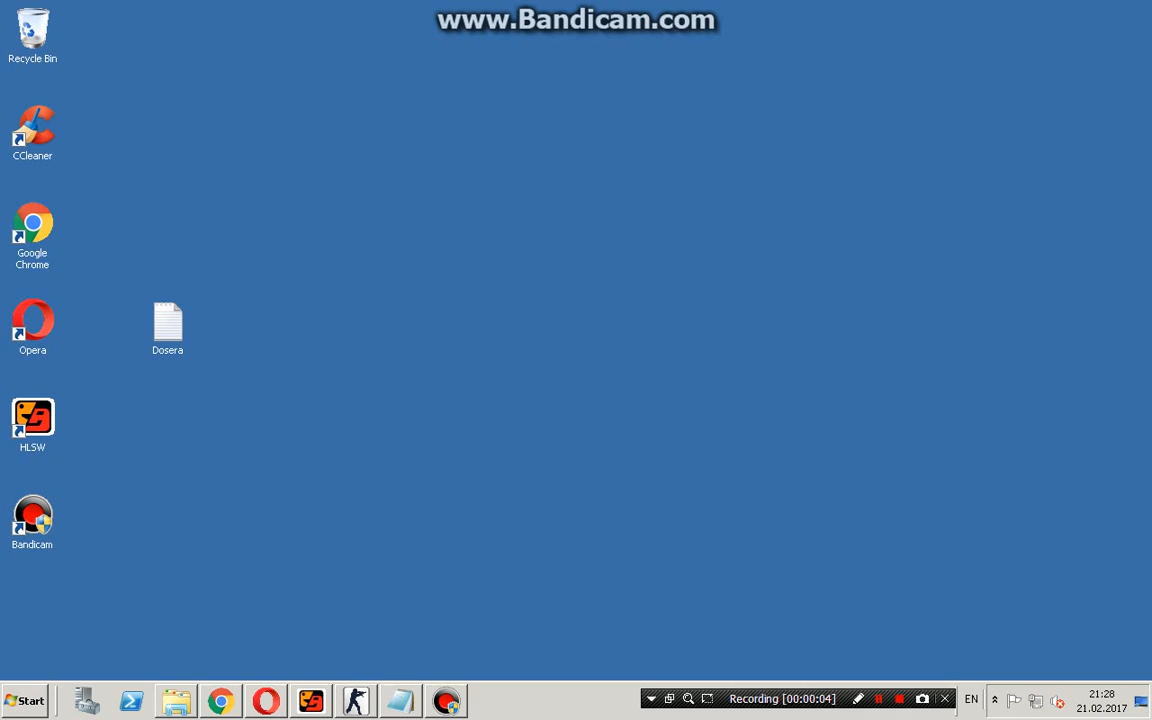 www.Bandicam.com
Recycle Bin
CCleaner
Google
Chrome
Opera
Dosera
HLSW
Bandicam
Start
Recording [00:00:04]
EN
21:28
21.02.2017